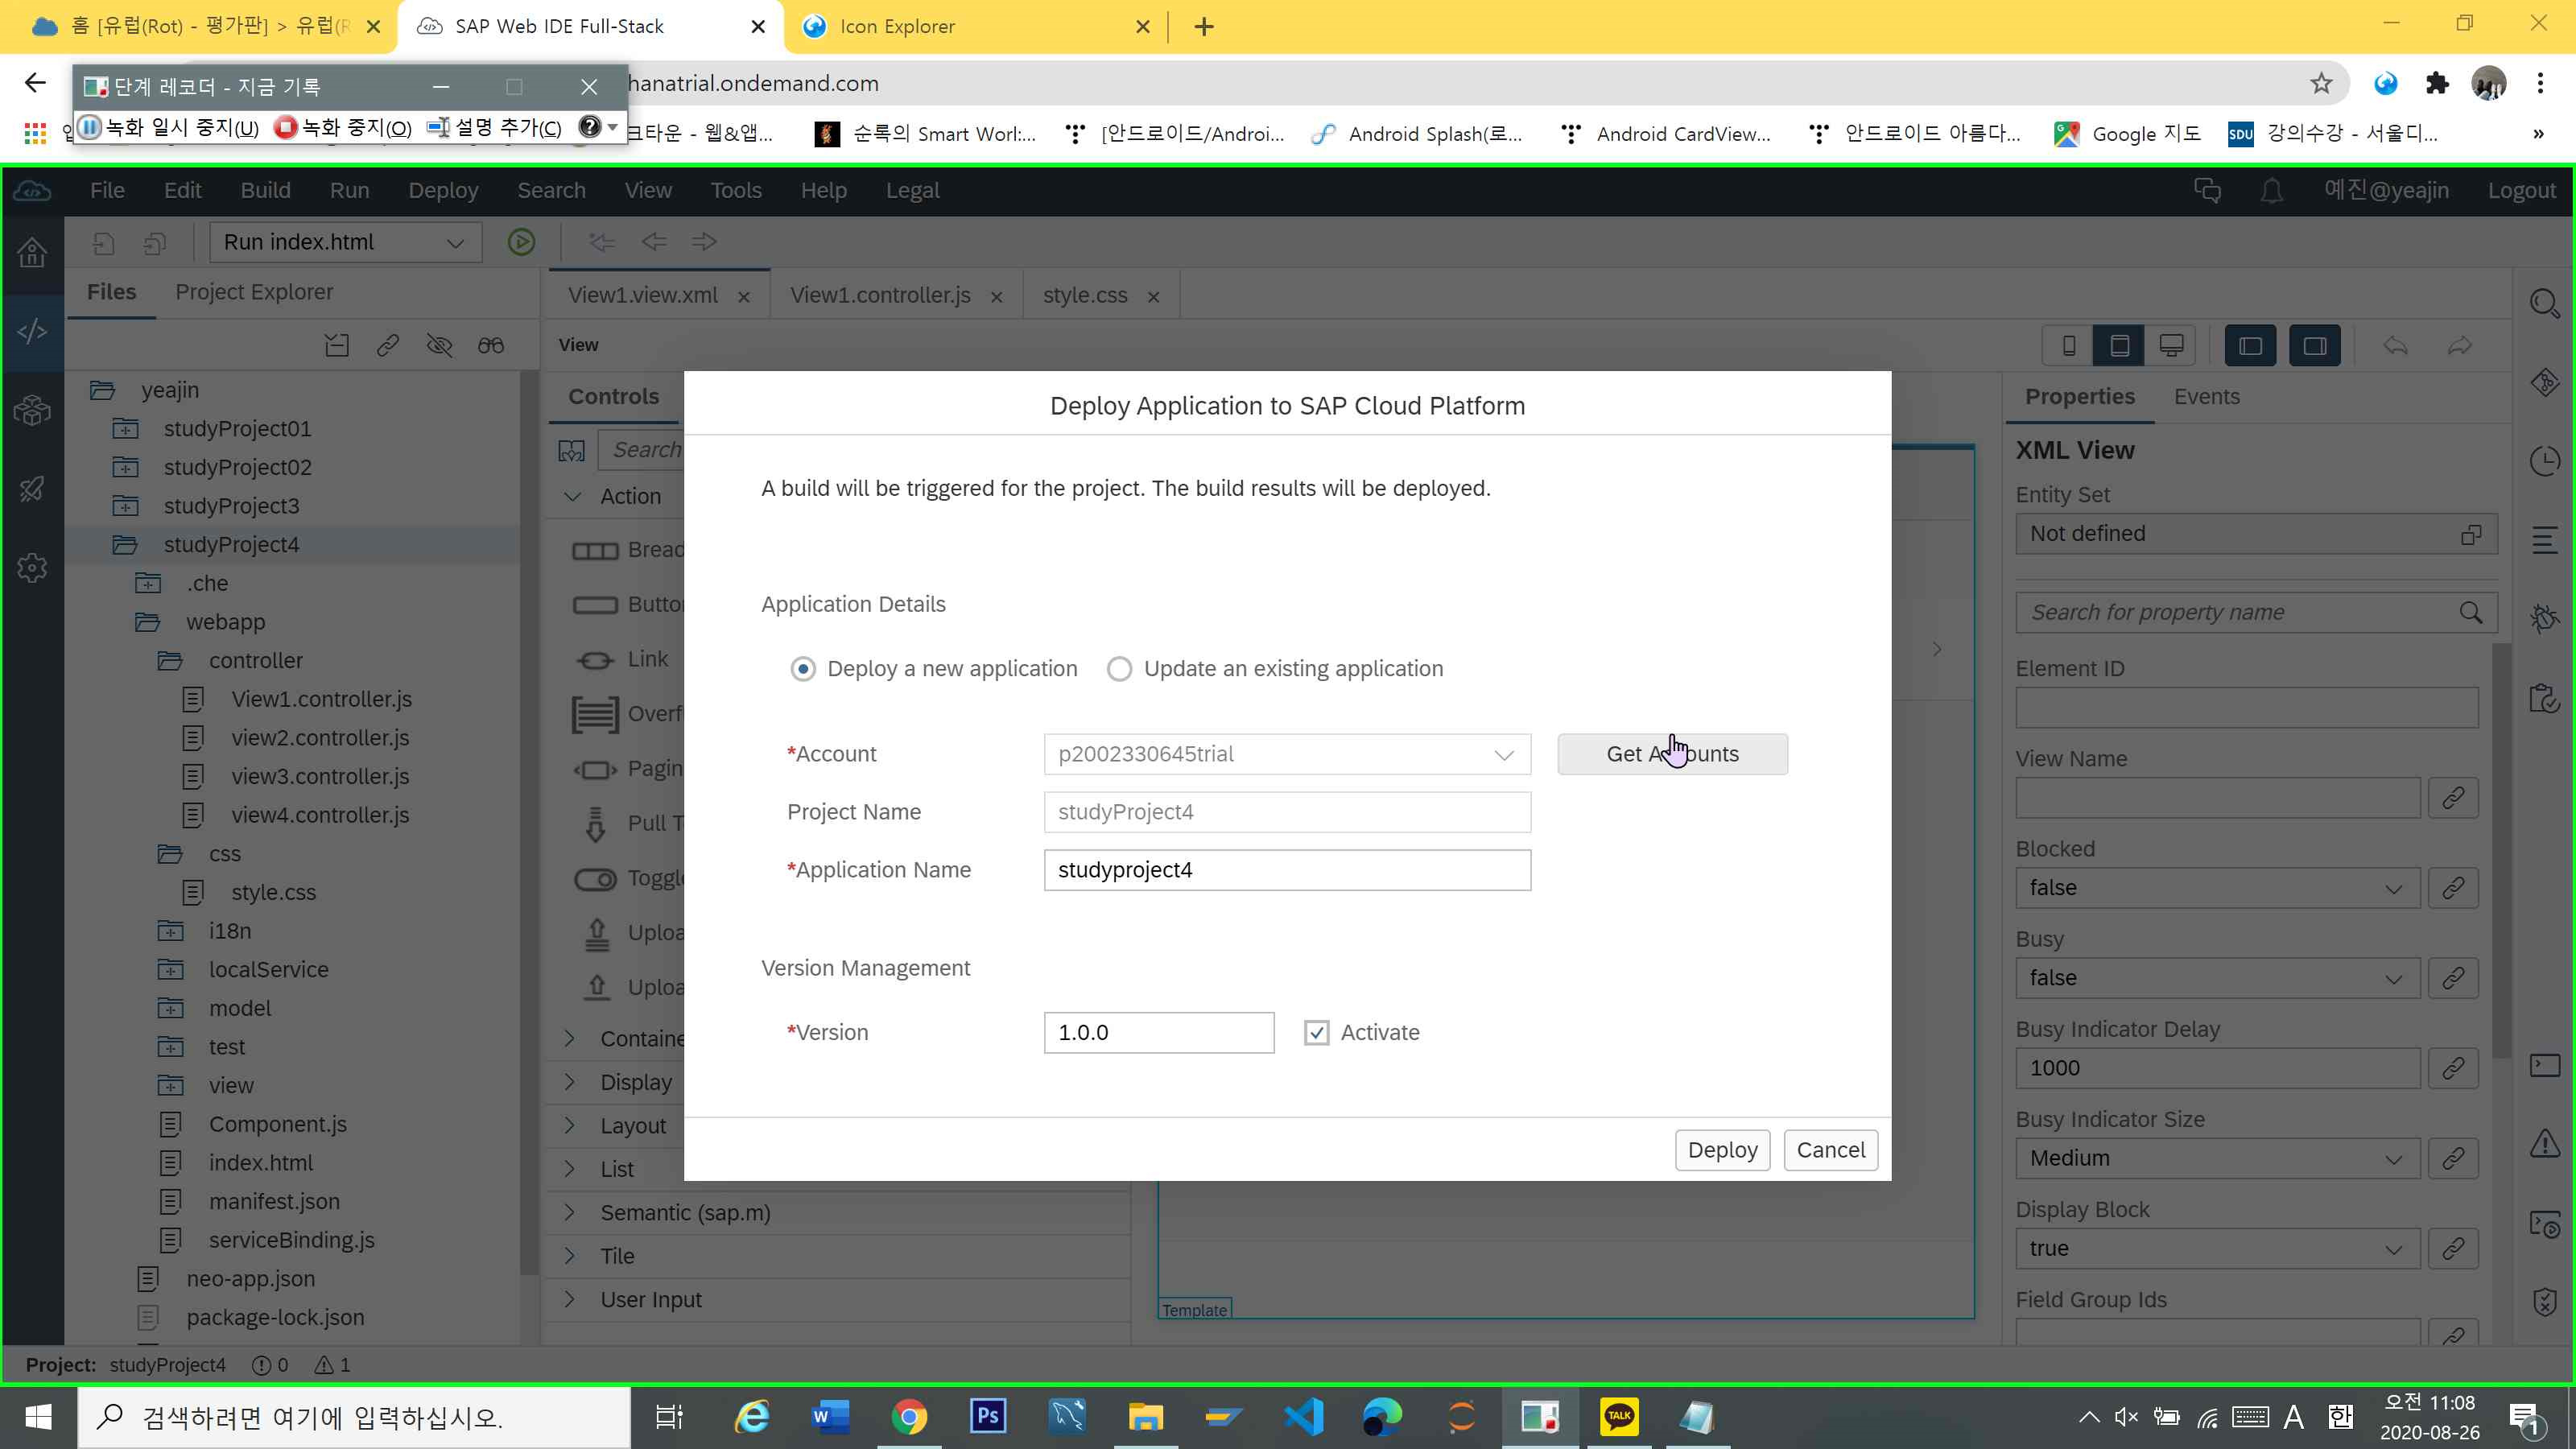 홈 [유럽(Rot) - 평가판] > 유럽(R
SAP Web IDE Full-Stack
Icon Explorer
단계 레코더 - 지금 기록
hanatrial.ondemand.com
녹화 일시 중지(U)
녹화 중지(O)
설명 추가(C)
크타운 - 웹&앱...
순록의 Smart Worl:...
[안드로이드/Androi...
Android Splash(로...
Android CardView...
안드로이드 아름다...
Google 지도
SDU
강의수강 - 서울디...
»
File Edit Build Run Deploy Search View Tools Help Legal
예진@yeajin
Logout
Run index.html
Files
Project Explorer
View1.view.xml
View1.controller.js
style.css
View
yeajin
studyProject01
studyProject02
studyProject3
studyProject4
.che
webapp
controller
View1.controller.js
view2.controller.js
view3.controller.js
view4.controller.js
css
style.css
i18n
localService
model
test
view
Component.js
index.html
manifest.json
serviceBinding.js
neo-app.json
package-lock.json
Controls
Search
Action
Bread
Butto
Link
Overf
Pagin
Pull T
Toggle
Uploa
Uploa
Containe
Display
Layout
List
Semantic (sap.m)
Tile
User Input
Deploy Application to SAP Cloud Platform
A build will be triggered for the project. The build results will be deployed.
Application Details
Deploy a new application
Update an existing application
*Account
p2002330645trial
Get A ounts
Project Name
studyProject4
*Application Name
studyproject4
Version Management
*Version
1.0.0
Activate
Deploy
Cancel
Template
Properties
Events
XML View
Entity Set
Not defined
Search for property name
Element ID
View Name
Blocked
false
Busy
false
Busy Indicator Delay
1000
Busy Indicator Size
Medium
Display Block
true
Field Group Ids
Project: studyProject4
0
1
검색하려면 여기에 입력하십시오.
W
Ps
TALK
A
한
오전 11:08
2020-08-26
1